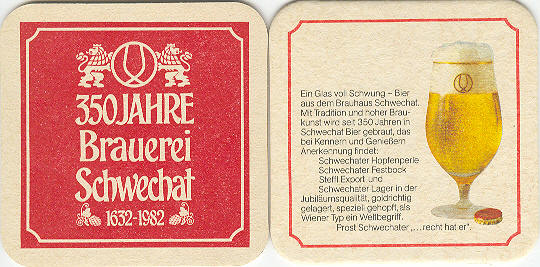 350 JAHRE
Brauerei
Schwechat
1632-1982
Ein Glas voll Schwung – Bier
aus dem Brauhaus Schwechat.
Mit Tradition und hoher Brau-
kunst wird seit 350 Jahren in
Schwechat Bier gebraut, das
bei Kennern und Genießern
Anerkennung findet:
Schwechater Hopfenperle
Schwechater Festbock
Steffl Export und
Schwechater Lager in der
Jubiläumsqualität, goldrichtig
gelagert, speziell gehopft, als
Wiener Typ ein Weltbegriff.
Prost Schwechater „...recht hat er“.